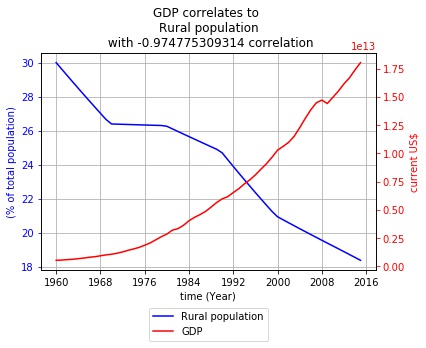 GDP correlates to
Rural population
with -0.974775309314 correlation
1e13
30
28
26
24
22
20
18
(% of total population)
1.75
1.50
1.25
1.00
0.75
0.50
0.25
0.00
current US$
1960 1968 1976 1984 1992 2000 2008 2016
time (Year)
Rural population
GDP